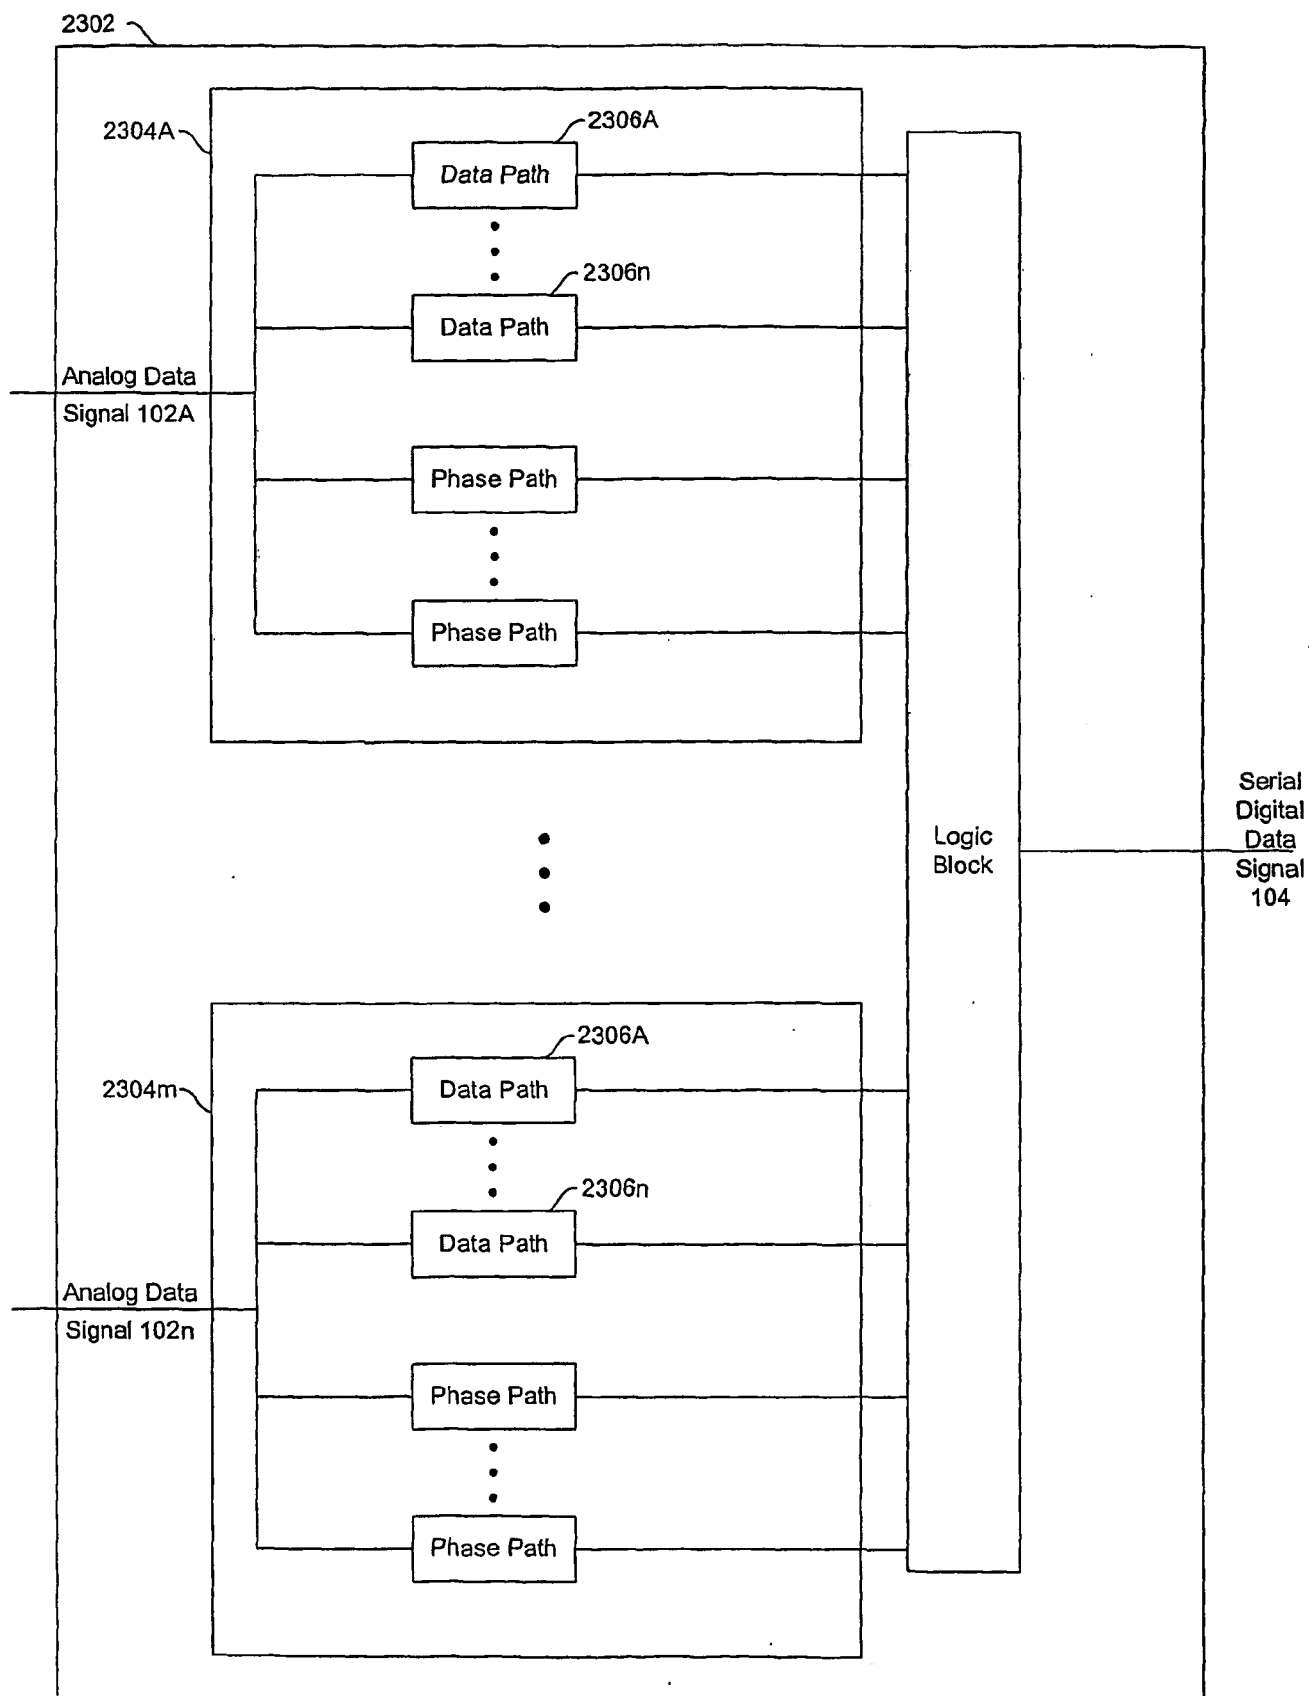 2302
2304A
2306A
Data Path
2306n
Data Path
Analog Data
Signal 102A
Phase Path
Phase Path
Serial
Digital
Data
Signal
104
Logic
Block
2304m
2306A
Data Path
2306n
Data Path
Analog Data
Signal 102n
Phase Path
Phase Path